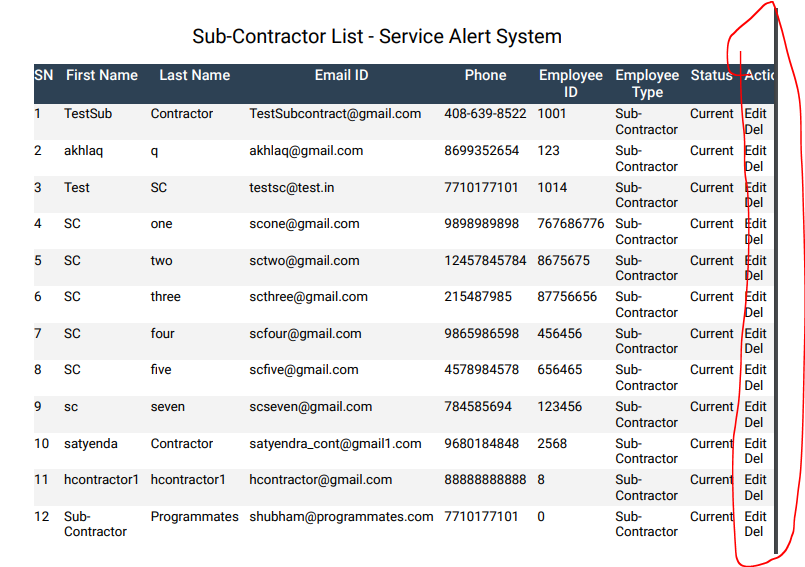 Sub-Contractor List - Service Alert System
SN First Name Last Name Email ID Phone Employee ID Employee Type Status Actic
1 TestSub Contractor TestSubcontract@gmail.com 408-639-8522 1001 Sub-Contractor Current Edit Del
2 akhlaq q akhlaq@gmail.com 8699352654 123 Sub-Contractor Current Edit Del
3 Test SC testsc@test.in 7710177101 1014 Sub-Contractor Current Edit Del
4 SC one scone@gmail.com 9898989898 767686776 Sub-Contractor Current Edit Del
5 SC two sctwo@gmail.com 12457845784 8675675 Sub-Contractor Current Edit Del
6 SC three scthree@gmail.com 215487985 87756656 Sub-Contractor Current Edit Del
7 SC four scfour@gmail.com 9865986598 456456 Sub-Contractor Current Edit Del
8 SC five scfive@gmail.com 4578984578 656465 Sub-Contractor Current Edit Del
9 sc seven scseven@gmail.com 784585694 123456 Sub-Contractor Current Edit Del
10 satyenda Contractor satyendra_cont@gmail1.com 9680184848 2568 Sub-Contractor Current Edit Del
11 hcontractor1 hcontractor1 hcontractor@gmail.com 88888888888 8 Sub-Contractor Current Edit Del
12 Sub-Contractor Programmates shubham@programmates.com 7710177101 0 Sub-Contractor Current Edit Del